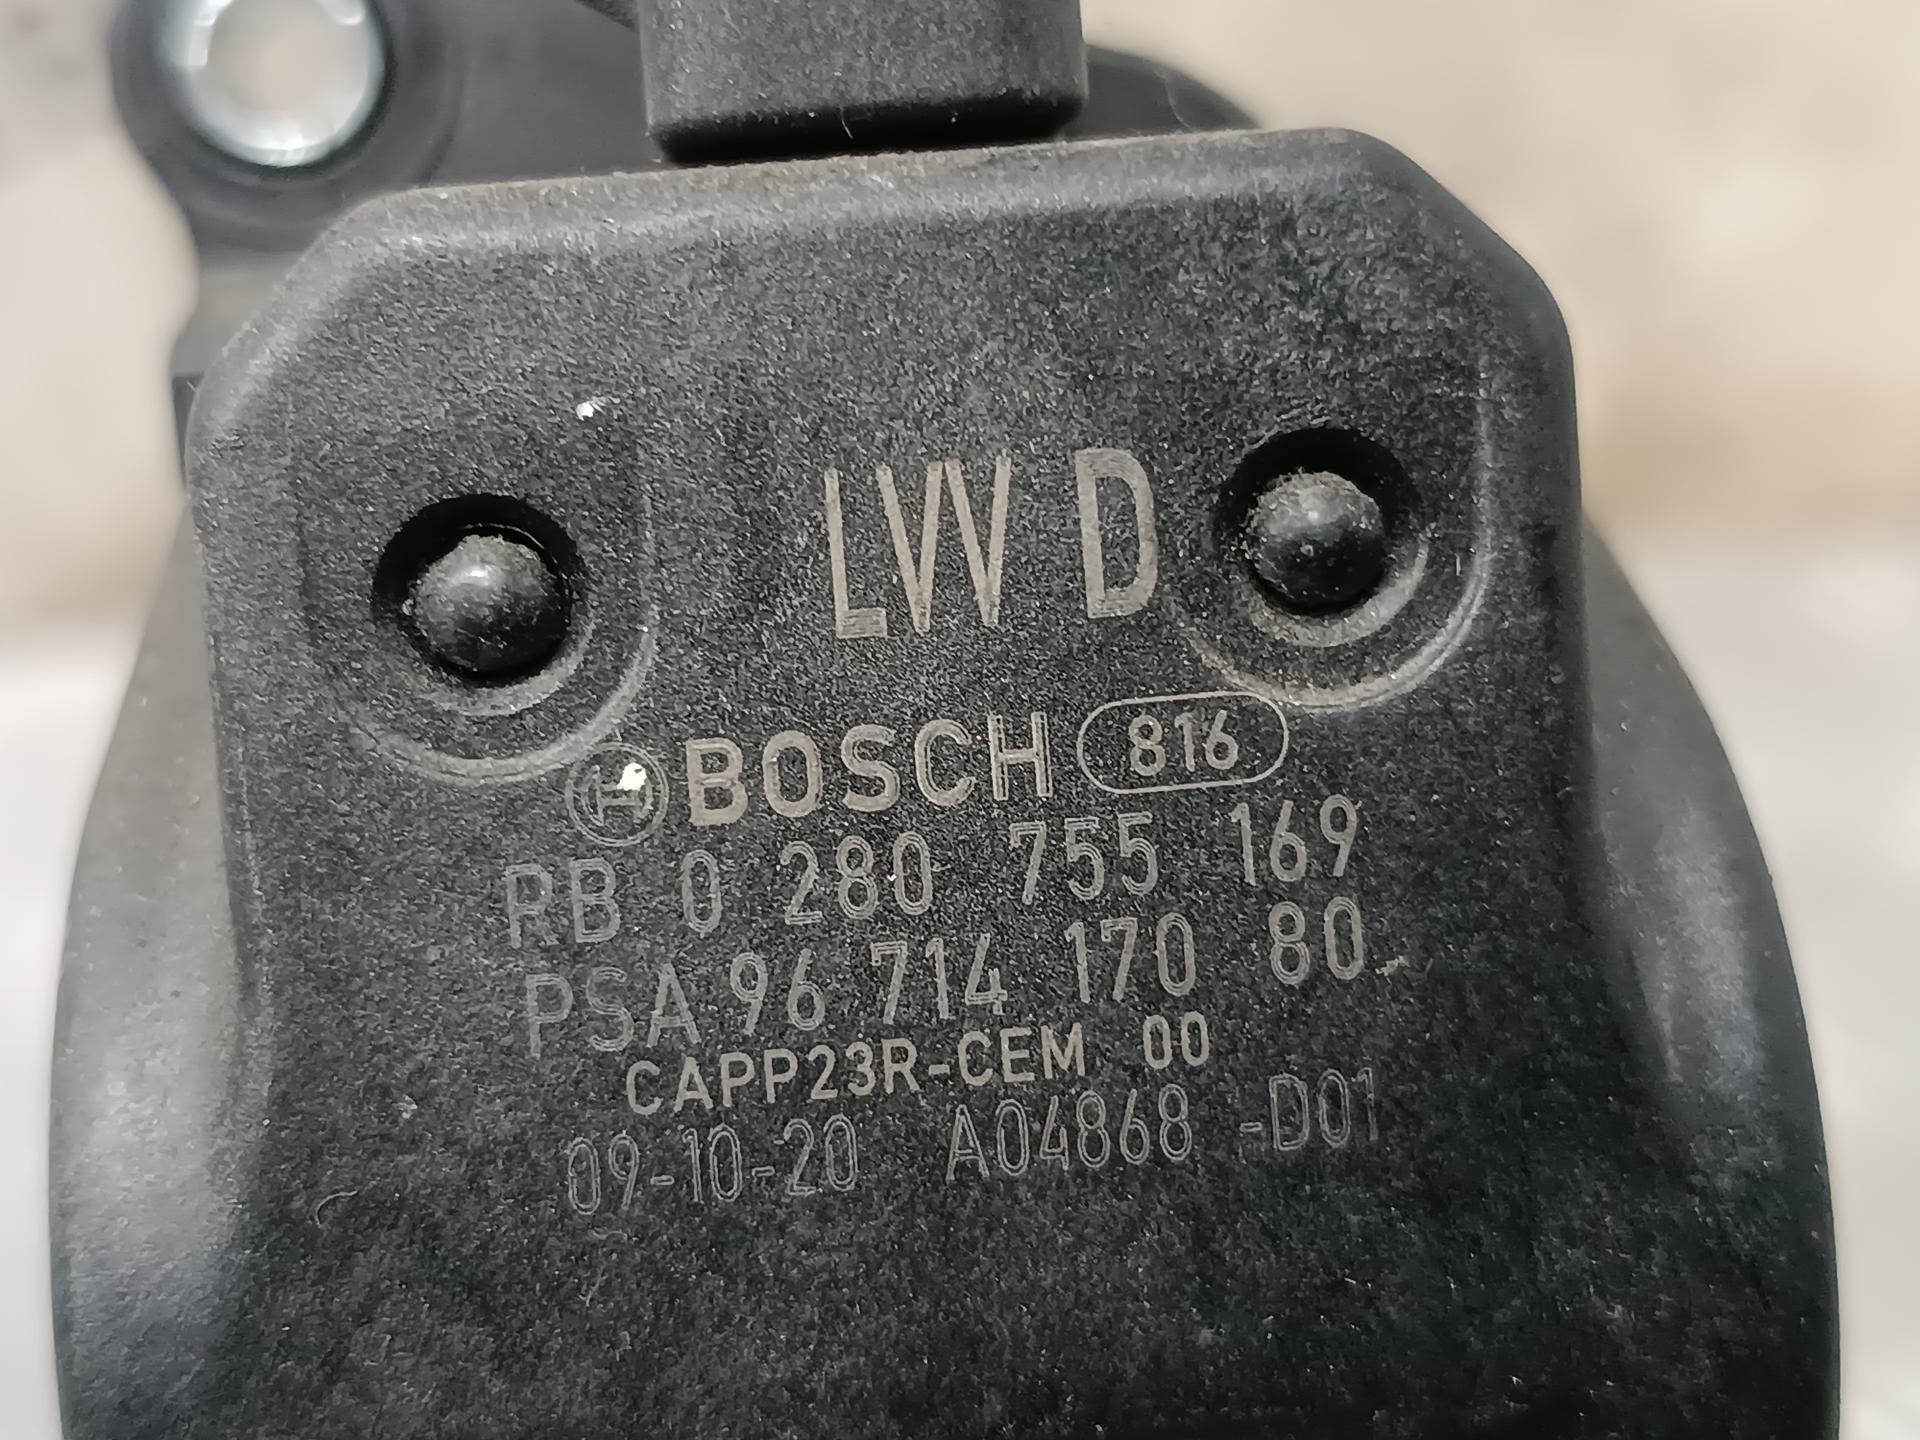 LW D
BOSCH 816
RB 0 280 755 169
PSA 96 714 170 80
CAPP23R-CEM 00
09-10-20 A04868 -D01